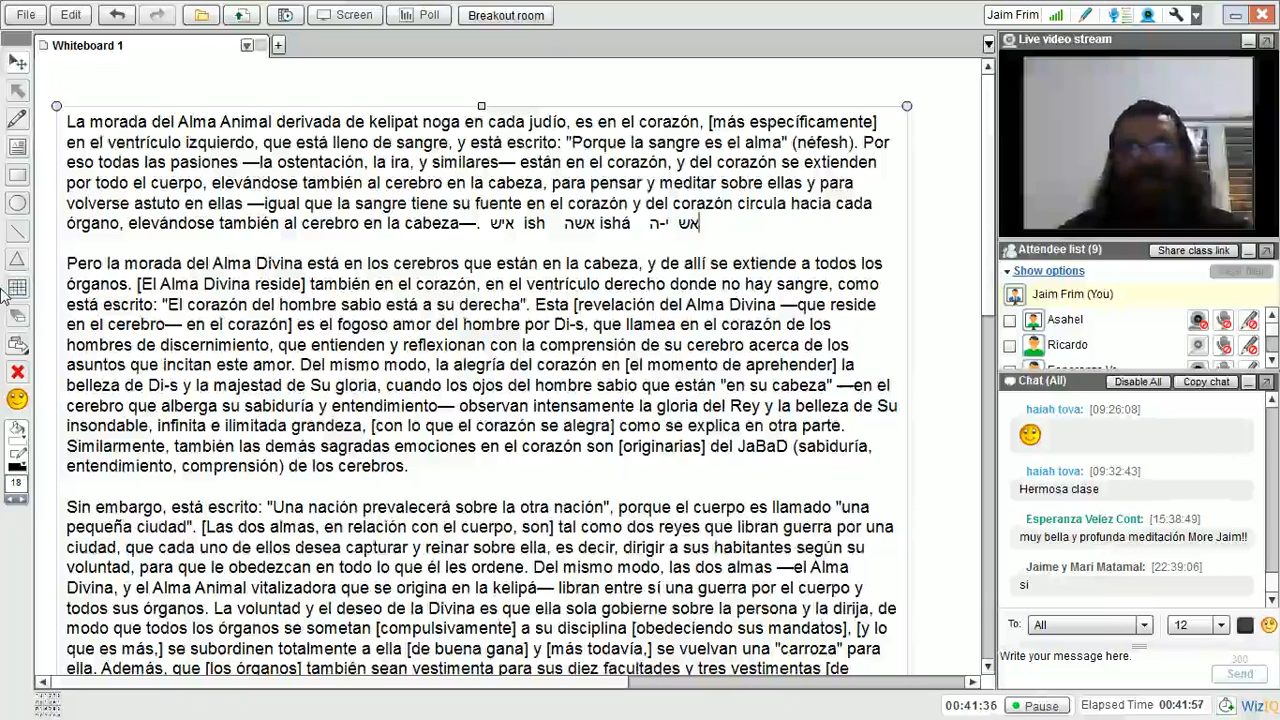 File
Edit
Screen
Poll
Breakout room
Jaim Frim
Whiteboard 1
La morada del Alma Animal derivada de kelipat noga en cada judío, es en el corazón, [más específicamente]
en el ventrículo izquierdo, que está lleno de sangre, y está escrito: "Porque la sangre es el alma" (néfesh). Por
eso todas las pasiones —la ostentación, la ira, y similares— están en el corazón, y del corazón se extienden
por todo el cuerpo, elevándose también al cerebro en la cabeza, para pensar y meditar sobre ellas y para
volverse astuto en ellas —igual que la sangre tiene su fuente en el corazón y del corazón circula hacia cada
órgano, elevándose también al cerebro en la cabeza—. איש ish אשה ishá אש י-ה
Pero la morada del Alma Divina está en los cerebros que están en la cabeza, y de allí se extiende a todos los
órganos. [El Alma Divina reside] también en el corazón, en el ventrículo derecho donde no hay sangre, como
está escrito: "El corazón del hombre sabio está a su derecha". Esta [revelación del Alma Divina —que reside
en el cerebro— en el corazón] es el fogoso amor del hombre por Di-s, que llamea en el corazón de los
hombres de discernimiento, que entienden y reflexionan con la comprensión de su cerebro acerca de los
asuntos que incitan este amor. Del mismo modo, la alegría del corazón en [el momento de aprehender] la
belleza de Di-s y la majestad de Su gloria, cuando los ojos del hombre sabio que están "en su cabeza" —en el
cerebro que alberga su sabiduría y entendimiento— observan intensamente la gloria del Rey y la belleza de Su
insondable, infinita e ilimitada grandeza, [con lo que el corazón se alegra] como se explica en otra parte.
Similarmente, también las demás sagradas emociones en el corazón son [originarias] del JaBaD (sabiduría,
entendimiento, comprensión) de los cerebros.
Sin embargo, está escrito: "Una nación prevalecerá sobre la otra nación", porque el cuerpo es llamado "una
pequeña ciudad". [Las dos almas, en relación con el cuerpo, son] tal como dos reyes que libran guerra por una
ciudad, que cada uno de ellos desea capturar y reinar sobre ella, es decir, dirigir a sus habitantes según su
voluntad, para que le obedezcan en todo lo que él les ordene. Del mismo modo, las dos almas —el Alma
Divina, y el Alma Animal vitalizadora que se origina en la kelipá— libran entre sí una guerra por el cuerpo y
todos sus órganos. La voluntad y el deseo de la Divina es que ella sola gobierne sobre la persona y la dirija, de
modo que todos los órganos se sometan [compulsivamente] a su disciplina [obedeciendo sus mandatos], [y lo
que es más,] se subordinen totalmente a ella [de buena gana] y [más todavía,] se vuelvan una "carroza" para
ella. Además, que [los órganos] también sean vestimenta para sus diez facultades y tres vestimentas [de
18
Live video stream
Attendee list (9)
Share class link
Show options
Jaim Frim (You)
Asahel
Ricardo
Chat (All)
Disable All
Copy chat
haiah tova: [09:26:08]
haiah tova: [09:32:43]
Hermosa clase
Esperanza Velez Cont: [15:38:49]
muy bella y profunda meditación More Jaim!!
Jaime y Mari Matamal: [22:39:06]
si
To: All
12
Write your message here.
300
Send
00:41:36
Pause
Elapsed Time
00:41:57
WizIQ